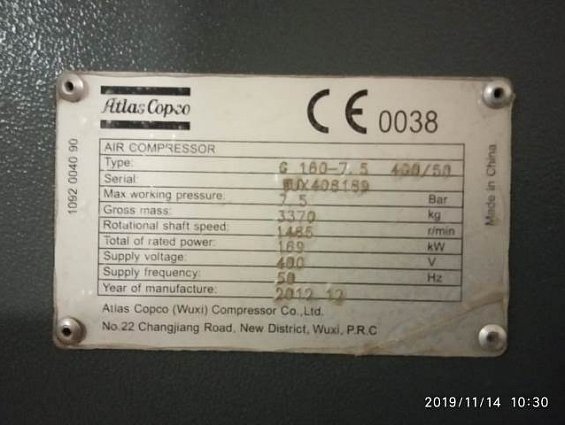 Atlas Copco
CE 0038
1092 0040 90
Made in China
AIR COMPRESSOR
Type: G 160-7.5 400/50
Serial: WUX408159
Max working pressure: 7.5 Bar
Gross mass: 3370 kg
Rotational shaft speed: 1485 r/min
Total of rated power: 169 kW
Supply voltage: 400 V
Supply frequency: 50 Hz
Year of manufacture: 2012.12
Atlas Copco (Wuxi) Compressor Co.,Ltd.
No.22 Changjiang Road, New District, Wuxi, P.R.C
2019/11/14 10:30